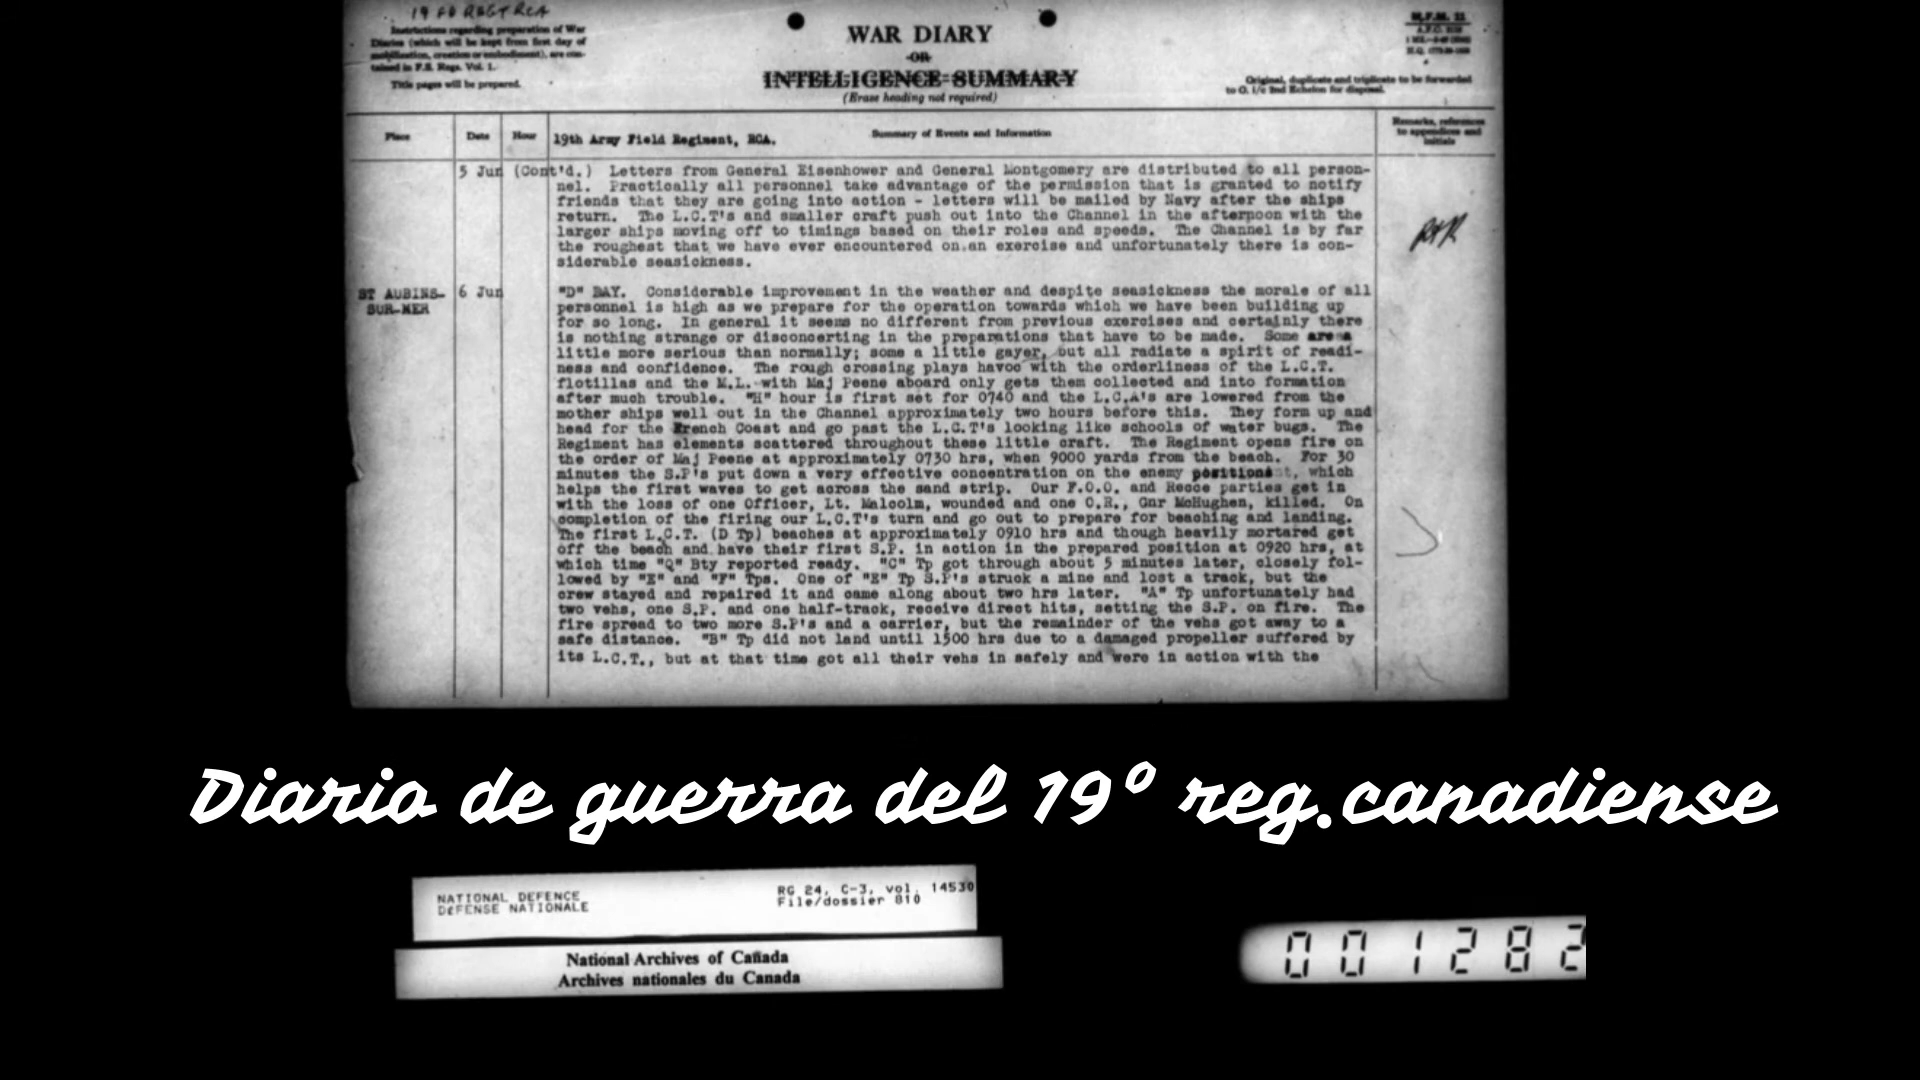 19 FD REGT RCA
Instructions regarding preparation of War
Diaries (which will be kept from first day of
mobilization, creation or embodiment), are con-
tained in F.S. Regs. Vol. 1.
Title pages will be prepared.
WAR DIARY
OR
INTELLIGENCE SUMMARY
(Erase heading not required)
M.F.M. 11
Original, duplicate and triplicate to be forwarded
to O. i/c 2nd Echelon for disposal.
Place Date Hour 19th Army Field Regiment, RCA. Summary of Events and Information
Remarks, references
to appendices and
initials
5 Jun (Cont'd.) Letters from General Eisenhower and General Montgomery are distributed to all person-
nel. Practically all personnel take advantage of the permission that is granted to notify
friends that they are going into action - letters will be mailed by Navy after the ships
return. The L.C.T's and smaller craft push out into the Channel in the afternoon with the
larger ships moving off to timings based on their roles and speeds. The Channel is by far
the roughest that we have ever encountered on an exercise and unfortunately there is con-
siderable seasickness.
ST AUBINS-
SUR-MER
6 Jun "D" DAY. Considerable improvement in the weather and despite seasickness the morale of all
personnel is high as we prepare for the operation towards which we have been building up
for so long. In general it seems no different from previous exercises and certainly there
is nothing strange or disconcerting in the preparations that have to be made. Some are a
little more serious than normally; some a little gayer, but all radiate a spirit of readi-
ness and confidence. The rough crossing plays havoc with the orderliness of the L.C.T.
flotillas and the M.L. with Maj Peene aboard only gets them collected and into formation
after much trouble. "H" hour is first set for 0740 and the L.C.A's are lowered from the
mother ships well out in the Channel approximately two hours before this. They form up and
head for the French Coast and go past the L.C.T's looking like schools of water bugs. The
Regiment has elements scattered throughout these little craft. The Regiment opens fire on
the order of Maj Peene at approximately 0730 hrs, when 9000 yards from the beach. For 30
minutes the S.P's put down a very effective concentration on the enemy positions, which
helps the first waves to get across the sand strip. Our F.O.O. and Recce parties get in
with the loss of one Officer, Lt. Malcolm, wounded and one O.R., Gnr McHughen, killed. On
completion of the firing our L.C.T's turn and go out to prepare for beaching and landing.
The first L.C.T. (D Tp) beaches at approximately 0910 hrs and though heavily mortared get
off the beach and have their first S.P. in action in the prepared position at 0920 hrs, at
which time "Q" Bty reported ready. "C" Tp got through about 5 minutes later, closely fol-
lowed by "E" and "F" Tps. One of "E" Tp S.P's struck a mine and lost a track, but the
crew stayed and repaired it and came along about two hrs later. "A" Tp unfortunately had
two vehs, one S.P. and one half-track, receive direct hits, setting the S.P. on fire. The
fire spread to two more S.P's and a carrier, but the remainder of the vehs got away to a
safe distance. "B" Tp did not land until 1500 hrs due to a damaged propeller suffered by
its L.C.T., but at that time got all their vehs in safely and were in action with the
Diario de guerra del 19º reg.canadiense
NATIONAL DEFENCE
DéFENSE NATIONALE
RG 24, C-3, vol. 14530
File/dossier 810
National Archives of Canada
Archives nationales du Canada
001282